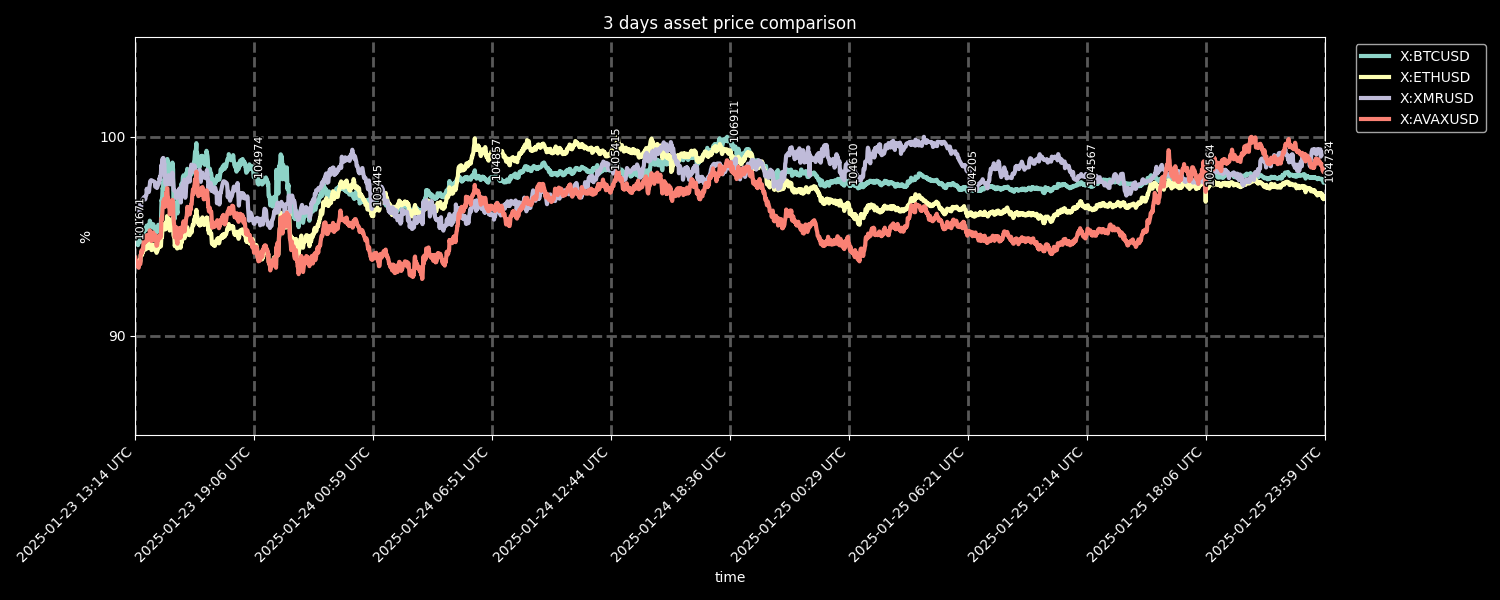 3 days asset price comparison
X:BTCUSD
X:ETHUSD
X:XMRUSD
X:AVAXUSD
100
90
%
104974
103445
104857
106911
104610
104205
104567
104564
104734
2025-01-23 13:14 UTC
2025-01-23 19:06 UTC
2025-01-24 00:59 UTC
2025-01-24 06:51 UTC
2025-01-24 12:44 UTC
2025-01-24 18:36 UTC
2025-01-25 00:29 UTC
2025-01-25 06:21 UTC
2025-01-25 12:14 UTC
2025-01-25 18:06 UTC
2025-01-25 23:59 UTC
time